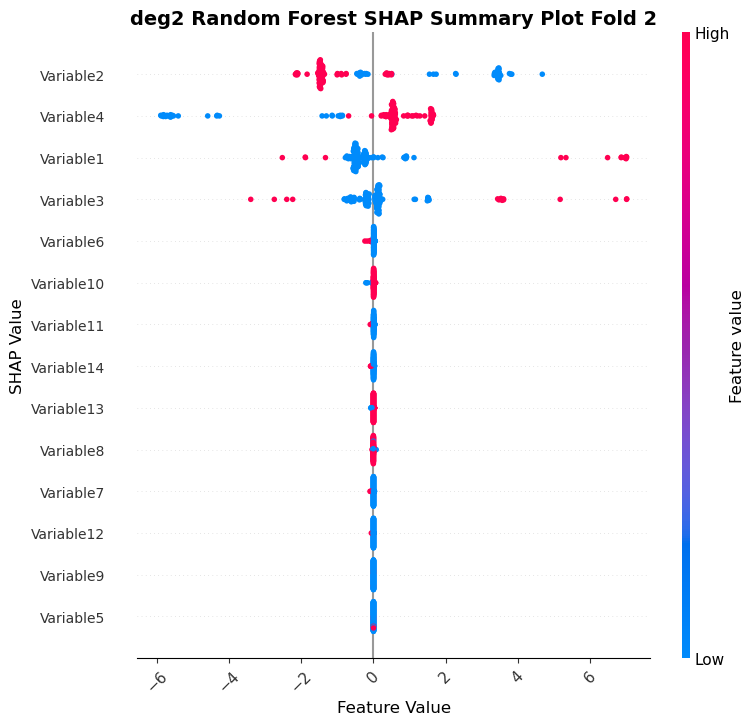 deg2 Random Forest SHAP Summary Plot Fold 2
High
Variable2
Variable4
Variable1
Variable3
Variable6
Variable10
Variable11
Variable14
Variable13
Variable8
Variable7
Variable12
Variable9
Variable5
SHAP Value
Feature value
Low
−6
−4
−2
0
2
4
6
Feature Value